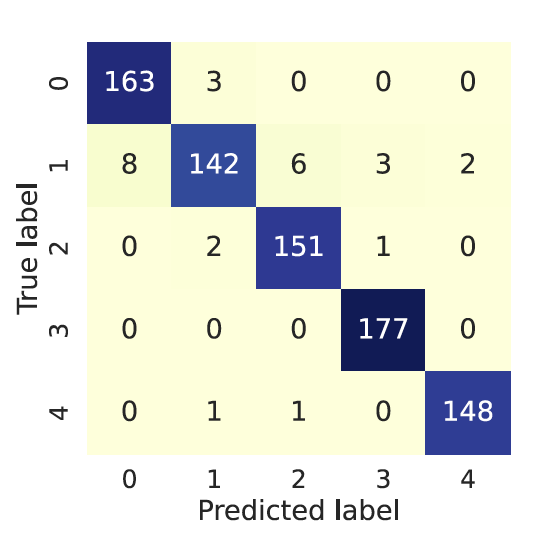 0 163 3 0 0 0
1 8 142 6 3 2
2 0 2 151 1 0
3 0 0 0 177 0
4 0 1 1 0 148
True label
0 1 2 3 4
Predicted label